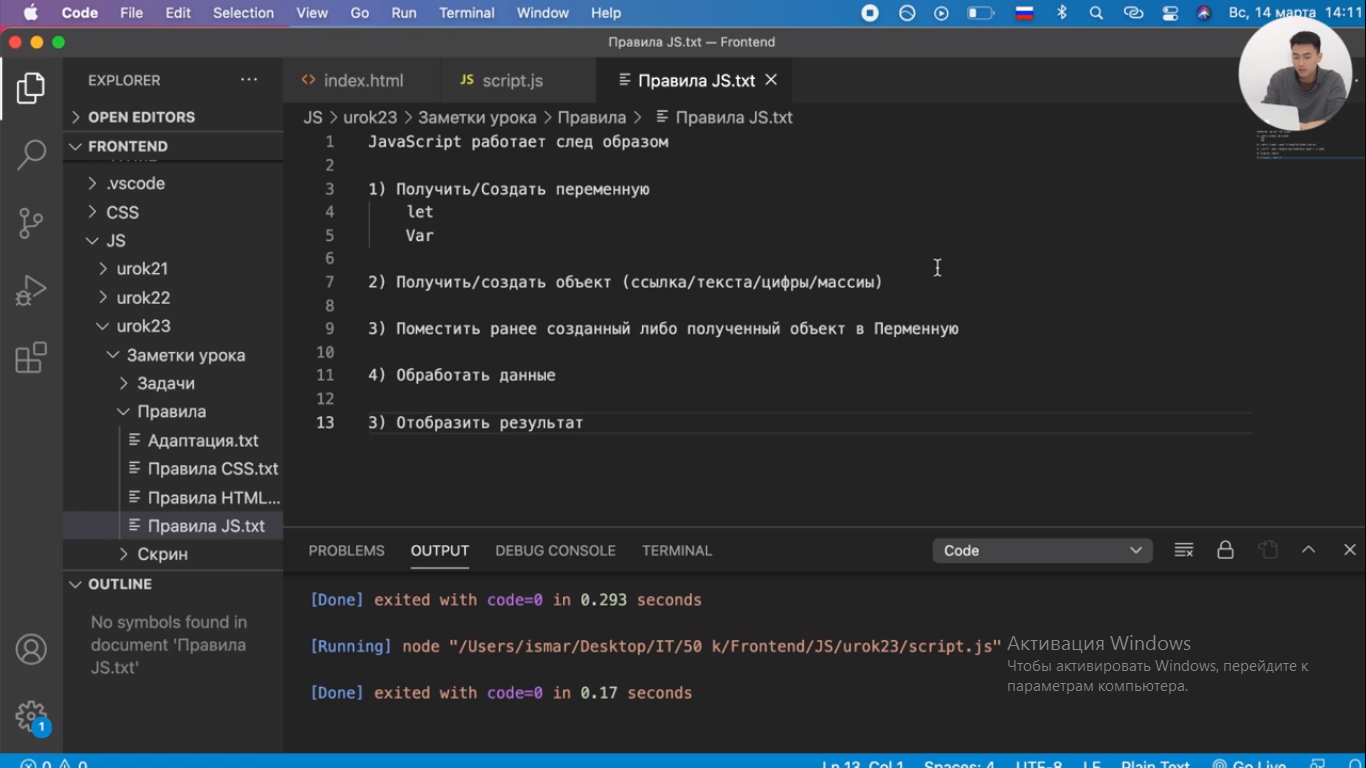 Code File Edit Selection View Go Run Terminal Window Help Вс, 14 марта 14:11
Правила JS.txt — Frontend
EXPLORER ···
index.html
JS script.js
Правила JS.txt
OPEN EDITORS
JS > urok23 > Заметки урока > Правила > Правила JS.txt
FRONTEND
.vscode
CSS
JS
urok21
urok22
urok23
Заметки урока
Задачи
Правила
Адаптация.txt
Правила CSS.txt
Правила HTML...
Правила JS.txt
Скрин
OUTLINE
No symbols found in
document 'Правила
JS.txt'
1 JavaScript работает след образом
2
3 1) Получить/Создать переменную
4 let
5 Var
6
7 2) Получить/создать объект (ссылка/текста/цифры/массиы)
8
9 3) Поместить ранее созданный либо полученный объект в Перменную
10
11 4) Обработать данные
12
13 3) Отобразить результат
PROBLEMS OUTPUT DEBUG CONSOLE TERMINAL Code
[Done] exited with code=0 in 0.293 seconds
[Running] node "/Users/ismar/Desktop/IT/50 k/Frontend/JS/urok23/script.js"
[Done] exited with code=0 in 0.17 seconds
Активация Windows
Чтобы активировать Windows, перейдите к
параметрам компьютера.
1
0 0 Ln 13, Col 1 Spaces: 4 UTF-8 LF Plain Text Go Live